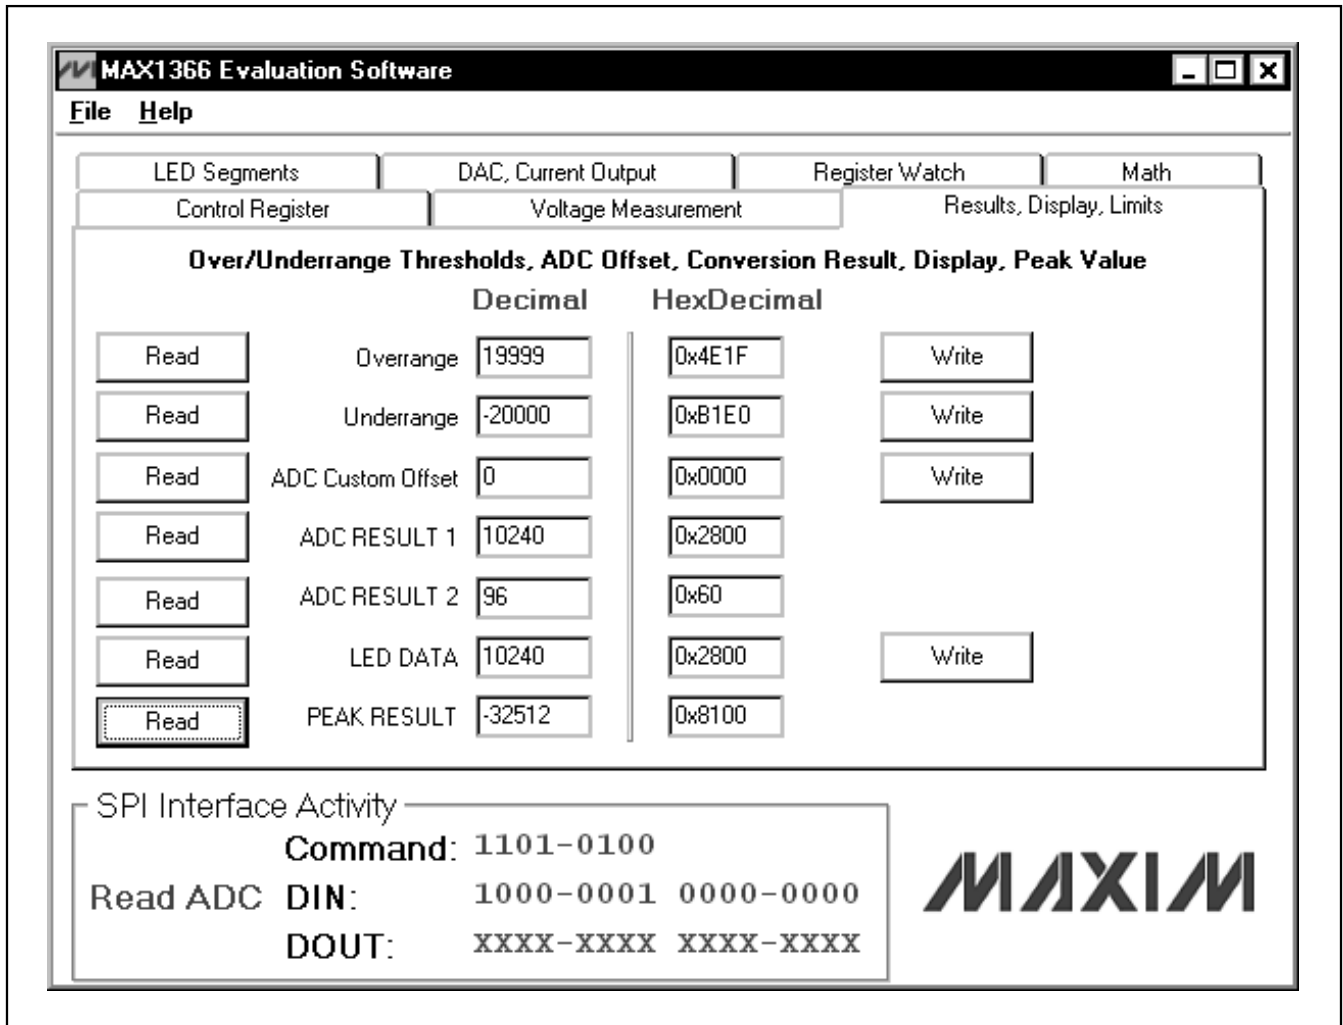 MAX1366 Evaluation Software
File Help
LED Segments DAC, Current Output Register Watch Math
Control Register Voltage Measurement Results, Display, Limits
Over/Underrange Thresholds, ADC Offset, Conversion Result, Display, Peak Value
Decimal HexDecimal
Read Overrange 19999 0x4E1F Write
Read Underrange -20000 0xB1E0 Write
Read ADC Custom Offset 0 0x0000 Write
Read ADC RESULT 1 10240 0x2800
Read ADC RESULT 2 96 0x60
Read LED DATA 10240 0x2800 Write
Read PEAK RESULT -32512 0x8100
SPI Interface Activity
Command: 1101-0100
Read ADC DIN: 1000-0001 0000-0000
DOUT: XXXX-XXXX XXXX-XXXX
MAXIM